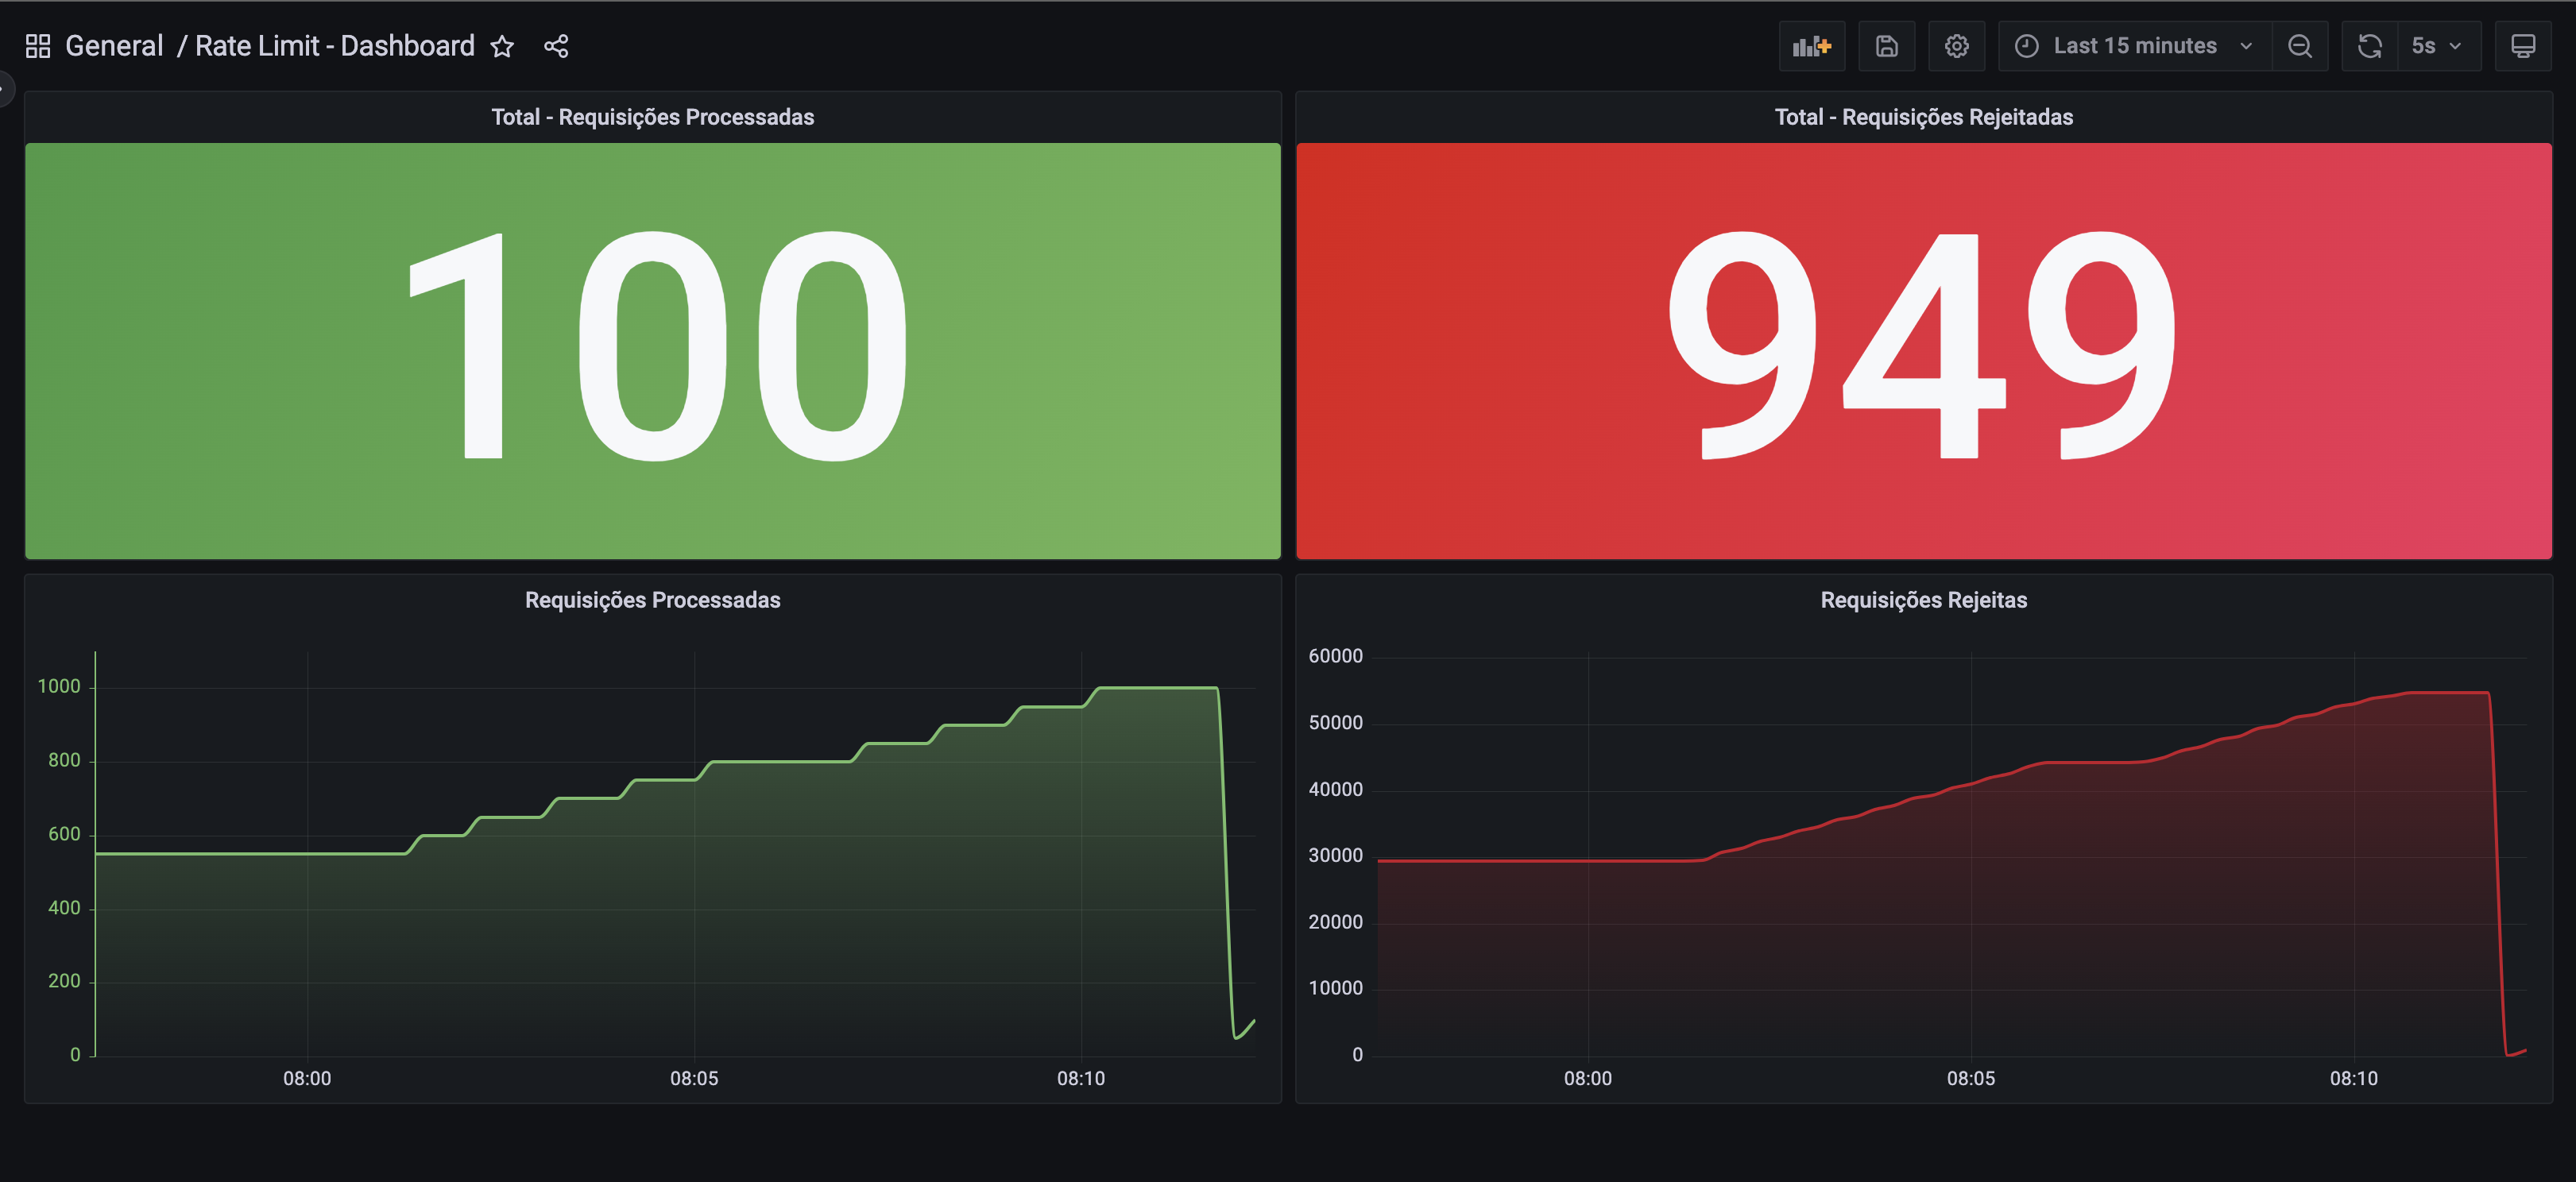 General / Rate Limit - Dashboard
Last 15 minutes
5s
Total - Requisições Processadas
Total - Requisições Rejeitadas
100
949
Requisições Processadas
1000
800
600
400
200
0
08:00 08:05 08:10
Requisições Rejeitas
60000
50000
40000
30000
20000
10000
0
08:00 08:05 08:10